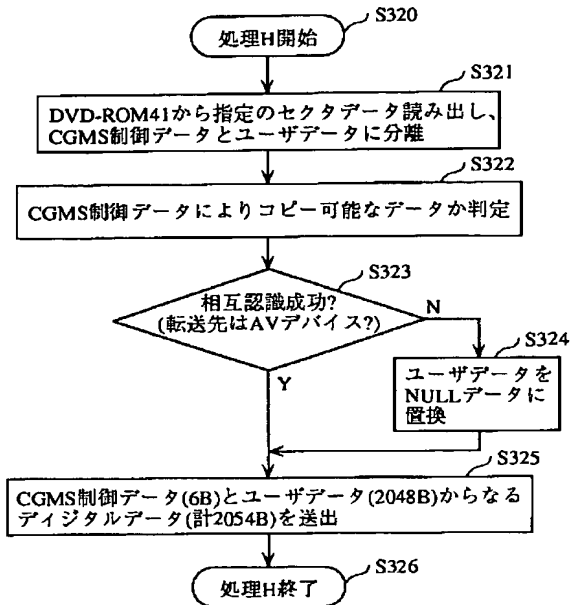 S320
処理H開始
S321
DVD-ROM41から指定のセクタデータ読み出し、
CGMS制御データとユーザデータに分離
S322
CGMS制御データによりコピー可能なデータか判定
S323
相互認識成功?
(転送先はAVデバイス?)
N
S324
ユーザデータを
NULLデータに
置換
Y
S325
CGMS制御データ(6B)とユーザデータ(2048B)からなる
ディジタルデータ(計2054B)を送出
S326
処理H終了